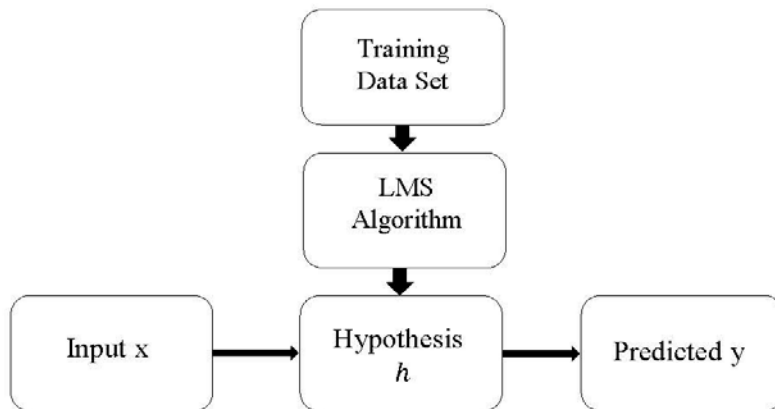 Training
Data Set
LMS
Algorithm
Input x
Hypothesis
h
Predicted y